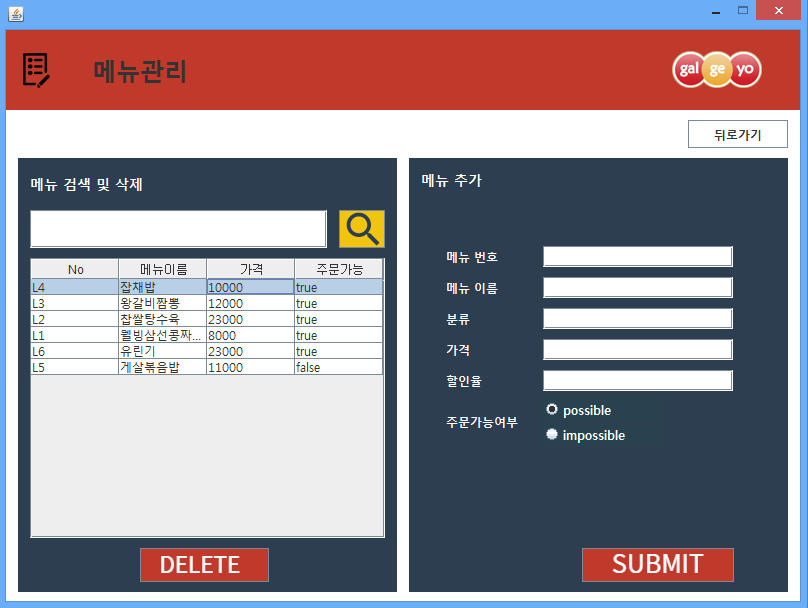 메뉴관리
gal ge yo
뒤로가기
메뉴 검색 및 삭제
No 메뉴이름 가격 주문가능
L4 잡채밥 10000 true
L3 왕갈비짬뽕 12000 true
L2 찹쌀탕수육 23000 true
L1 웰빙삼선콩짜... 8000 true
L6 유린기 23000 true
L5 게살볶음밥 11000 false
DELETE
메뉴 추가
메뉴 번호
메뉴 이름
분류
가격
할인율
주문가능여부
possible
impossible
SUBMIT